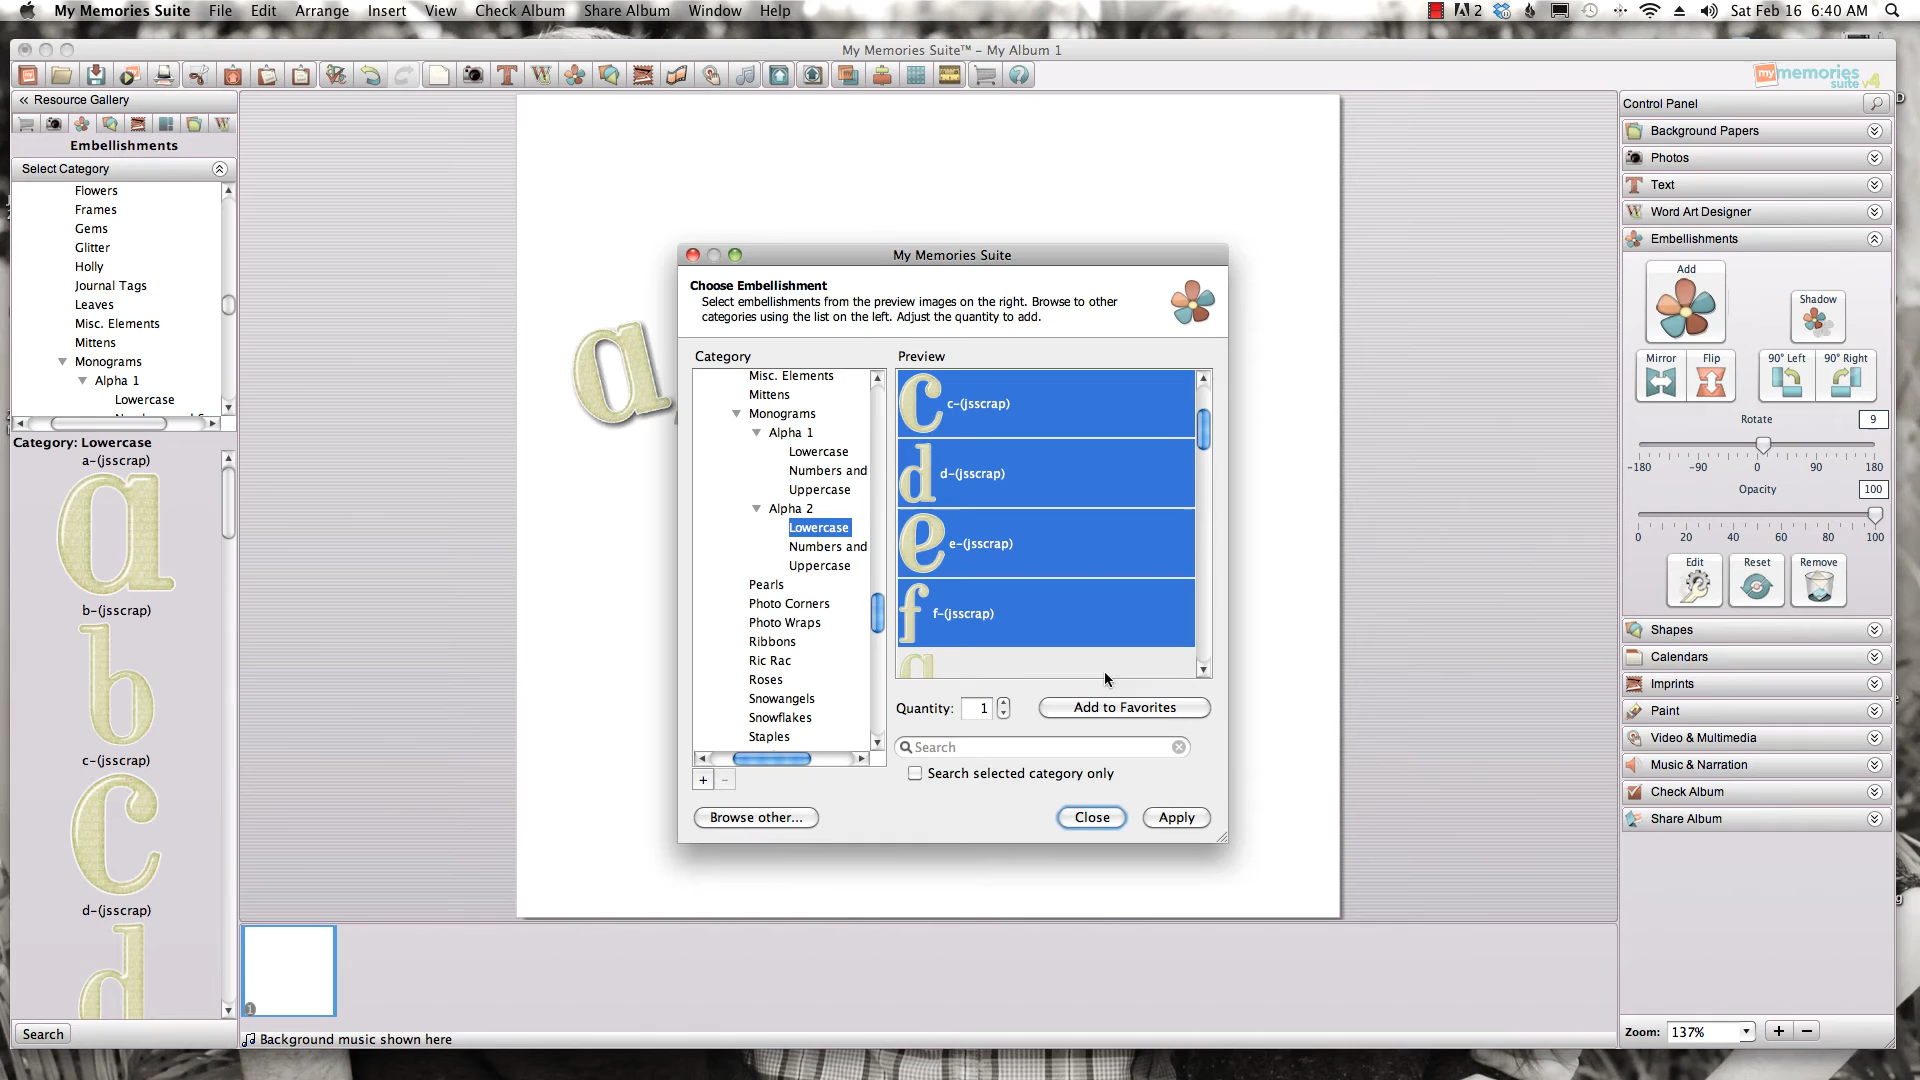 My Memories Suite File Edit Arrange Insert View Check Album Share Album Window Help
2
Sat Feb 16 6:40 AM
My Memories Suite™ - My Album 1
my memories suite v4
« Resource Gallery
Embellishments
Select Category
Flowers
Frames
Gems
Glitter
Holly
Journal Tags
Leaves
Misc. Elements
Mittens
Monograms
Alpha 1
Lowercase
Category: Lowercase
a-(jsscrap)
a
b-(jsscrap)
b
c-(jsscrap)
c
d-(jsscrap)
d
Search
a
My Memories Suite
Choose Embellishment
Select embellishments from the preview images on the right. Browse to other
categories using the list on the left. Adjust the quantity to add.
Category
Misc. Elements
Mittens
Monograms
Alpha 1
Lowercase
Numbers and
Uppercase
Alpha 2
Lowercase
Numbers and
Uppercase
Pearls
Photo Corners
Photo Wraps
Ribbons
Ric Rac
Roses
Snowangels
Snowflakes
Staples
+ -
Browse other...
Preview
c c-(jsscrap)
d d-(jsscrap)
e e-(jsscrap)
f f-(jsscrap)
Quantity: 1 Add to Favorites
Search
Search selected category only
Close Apply
1
Background music shown here
Control Panel
Background Papers
Photos
Text
Word Art Designer
Embellishments
Add
Shadow
Mirror Flip 90° Left 90° Right
Rotate 9
-180 -90 0 90 180
Opacity 100
0 20 40 60 80 100
Edit Reset Remove
Shapes
Calendars
Imprints
Paint
Video & Multimedia
Music & Narration
Check Album
Share Album
Zoom: 137% + -